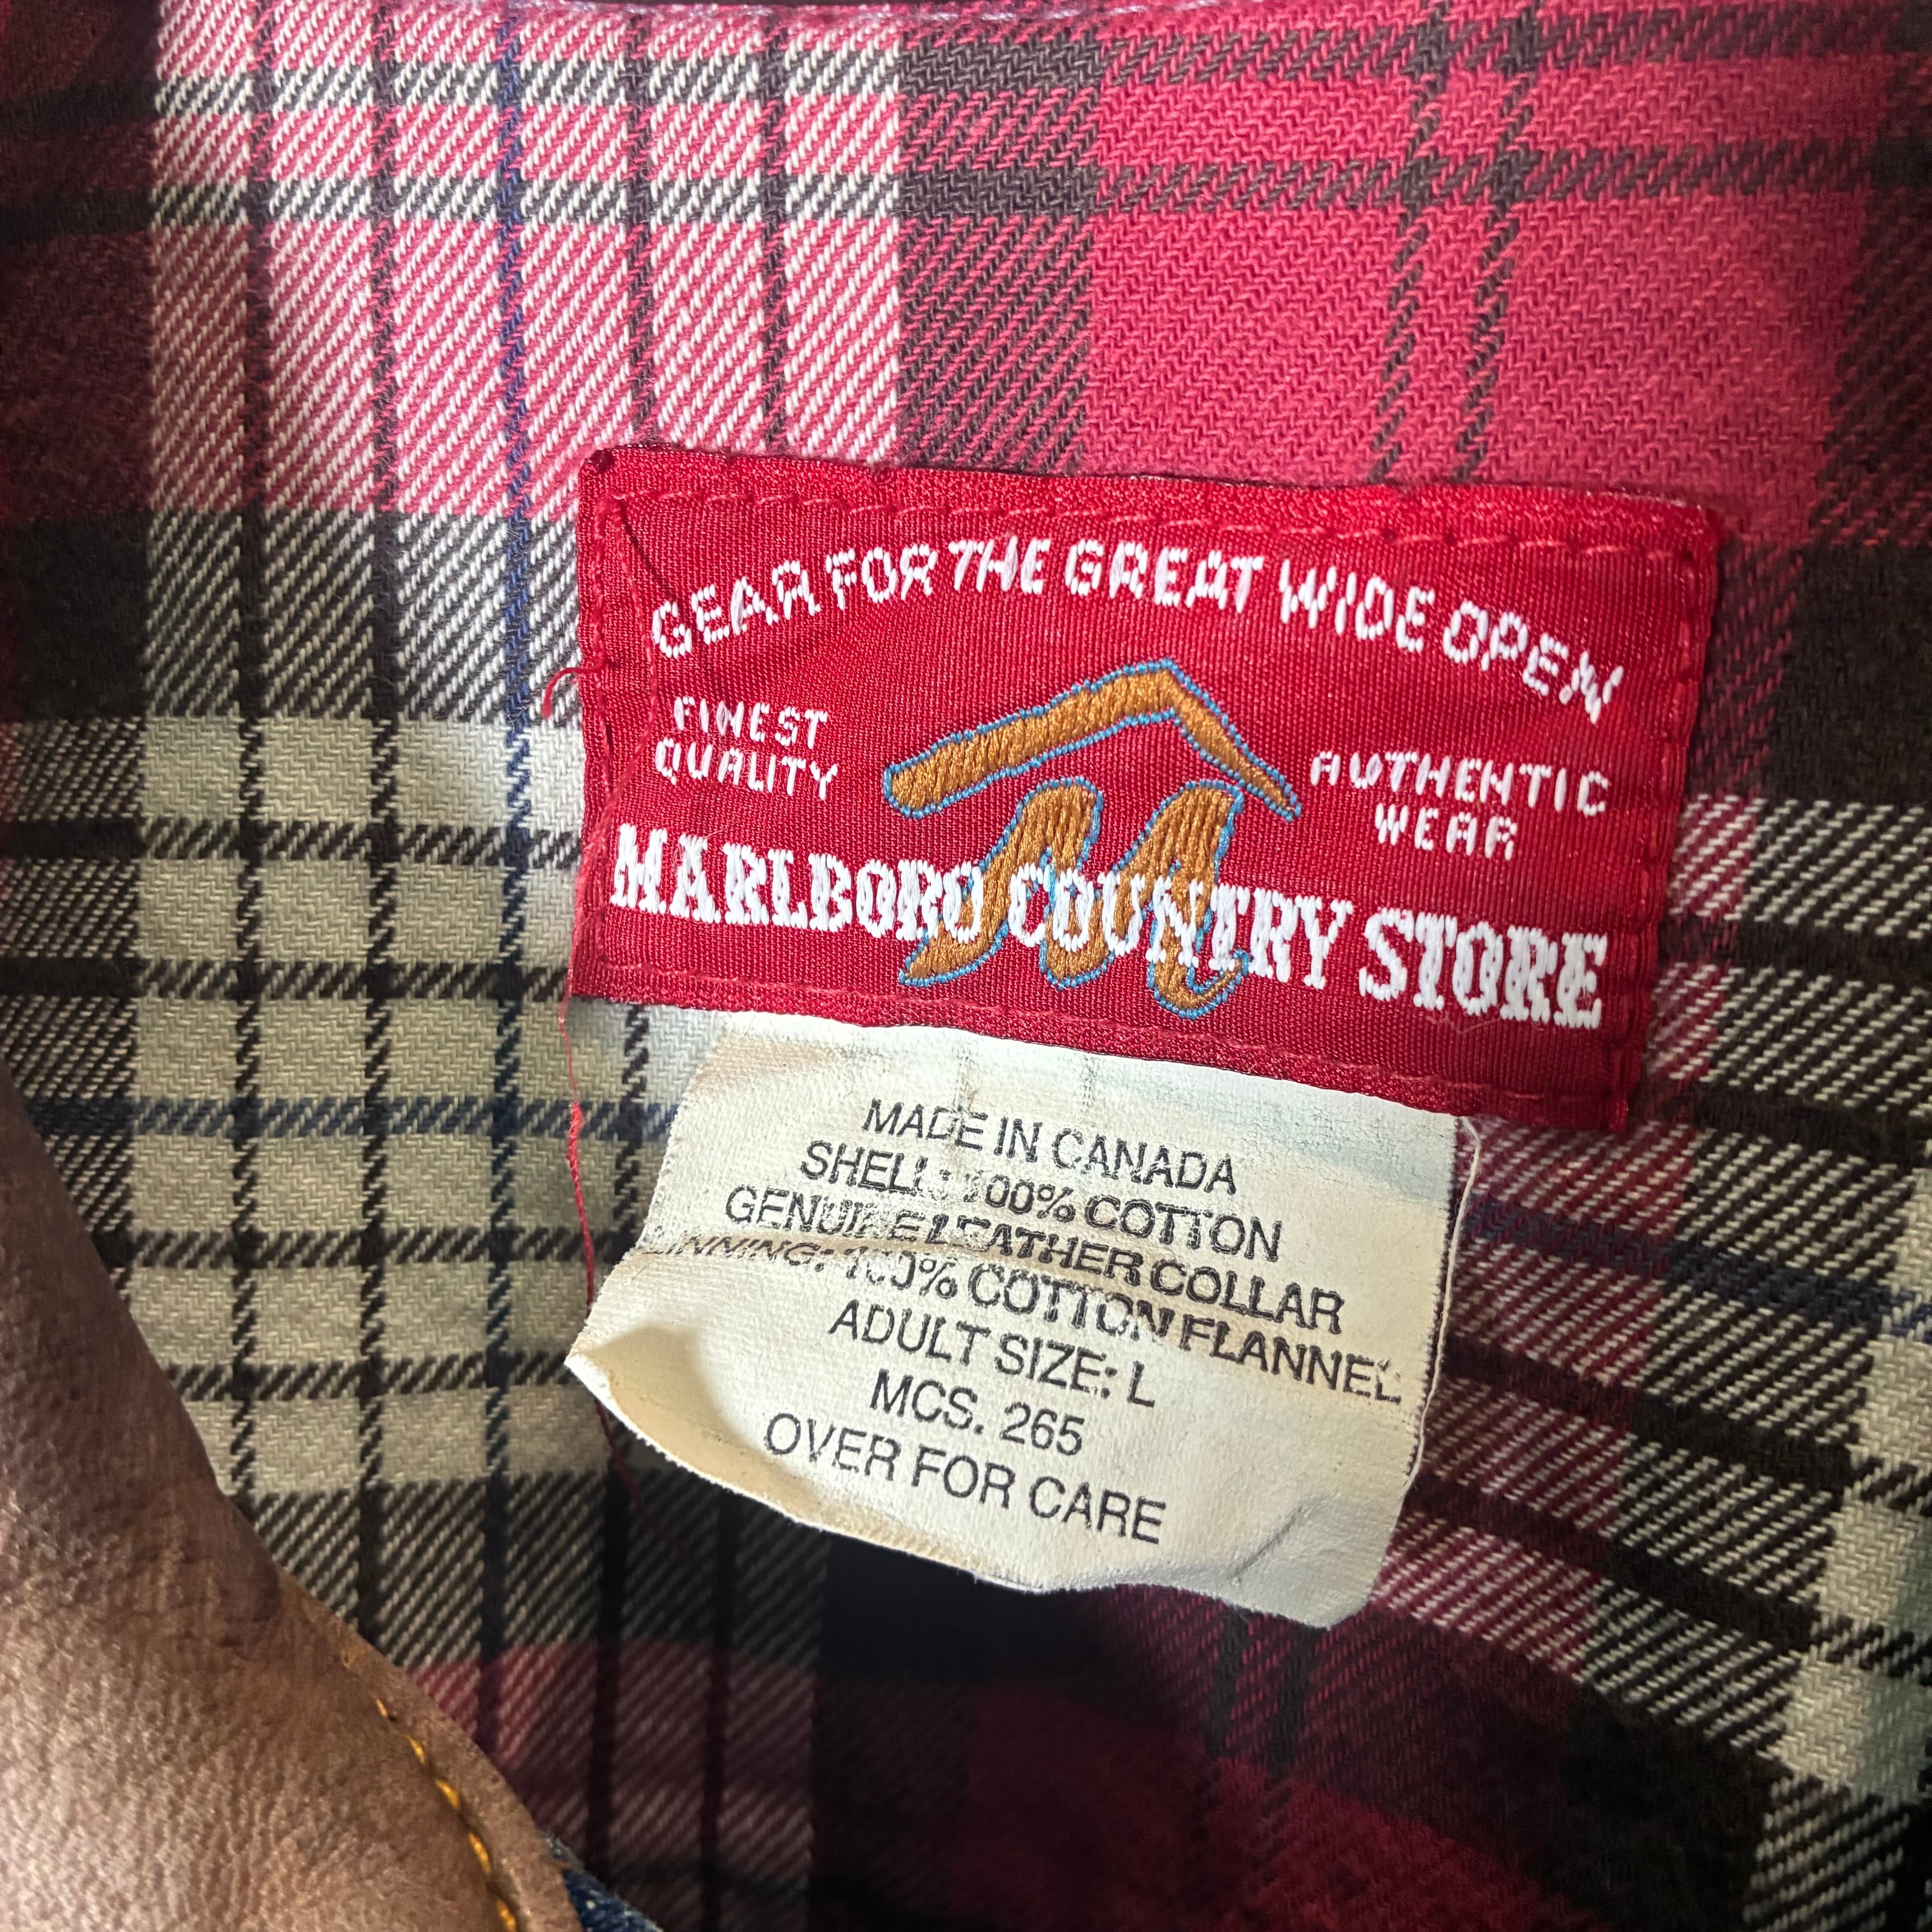 GEAR FOR THE GREAT WIDE OPEN
FINEST
QUALITY
AUTHENTIC
WEAR
MARLBORO COUNTRY STORE
MADE IN CANADA
SHELL: 100% COTTON
GENUINE LEATHER COLLAR
LINNING: 100% COTTON FLANNEL
ADULT SIZE: L
MCS. 265
OVER FOR CARE